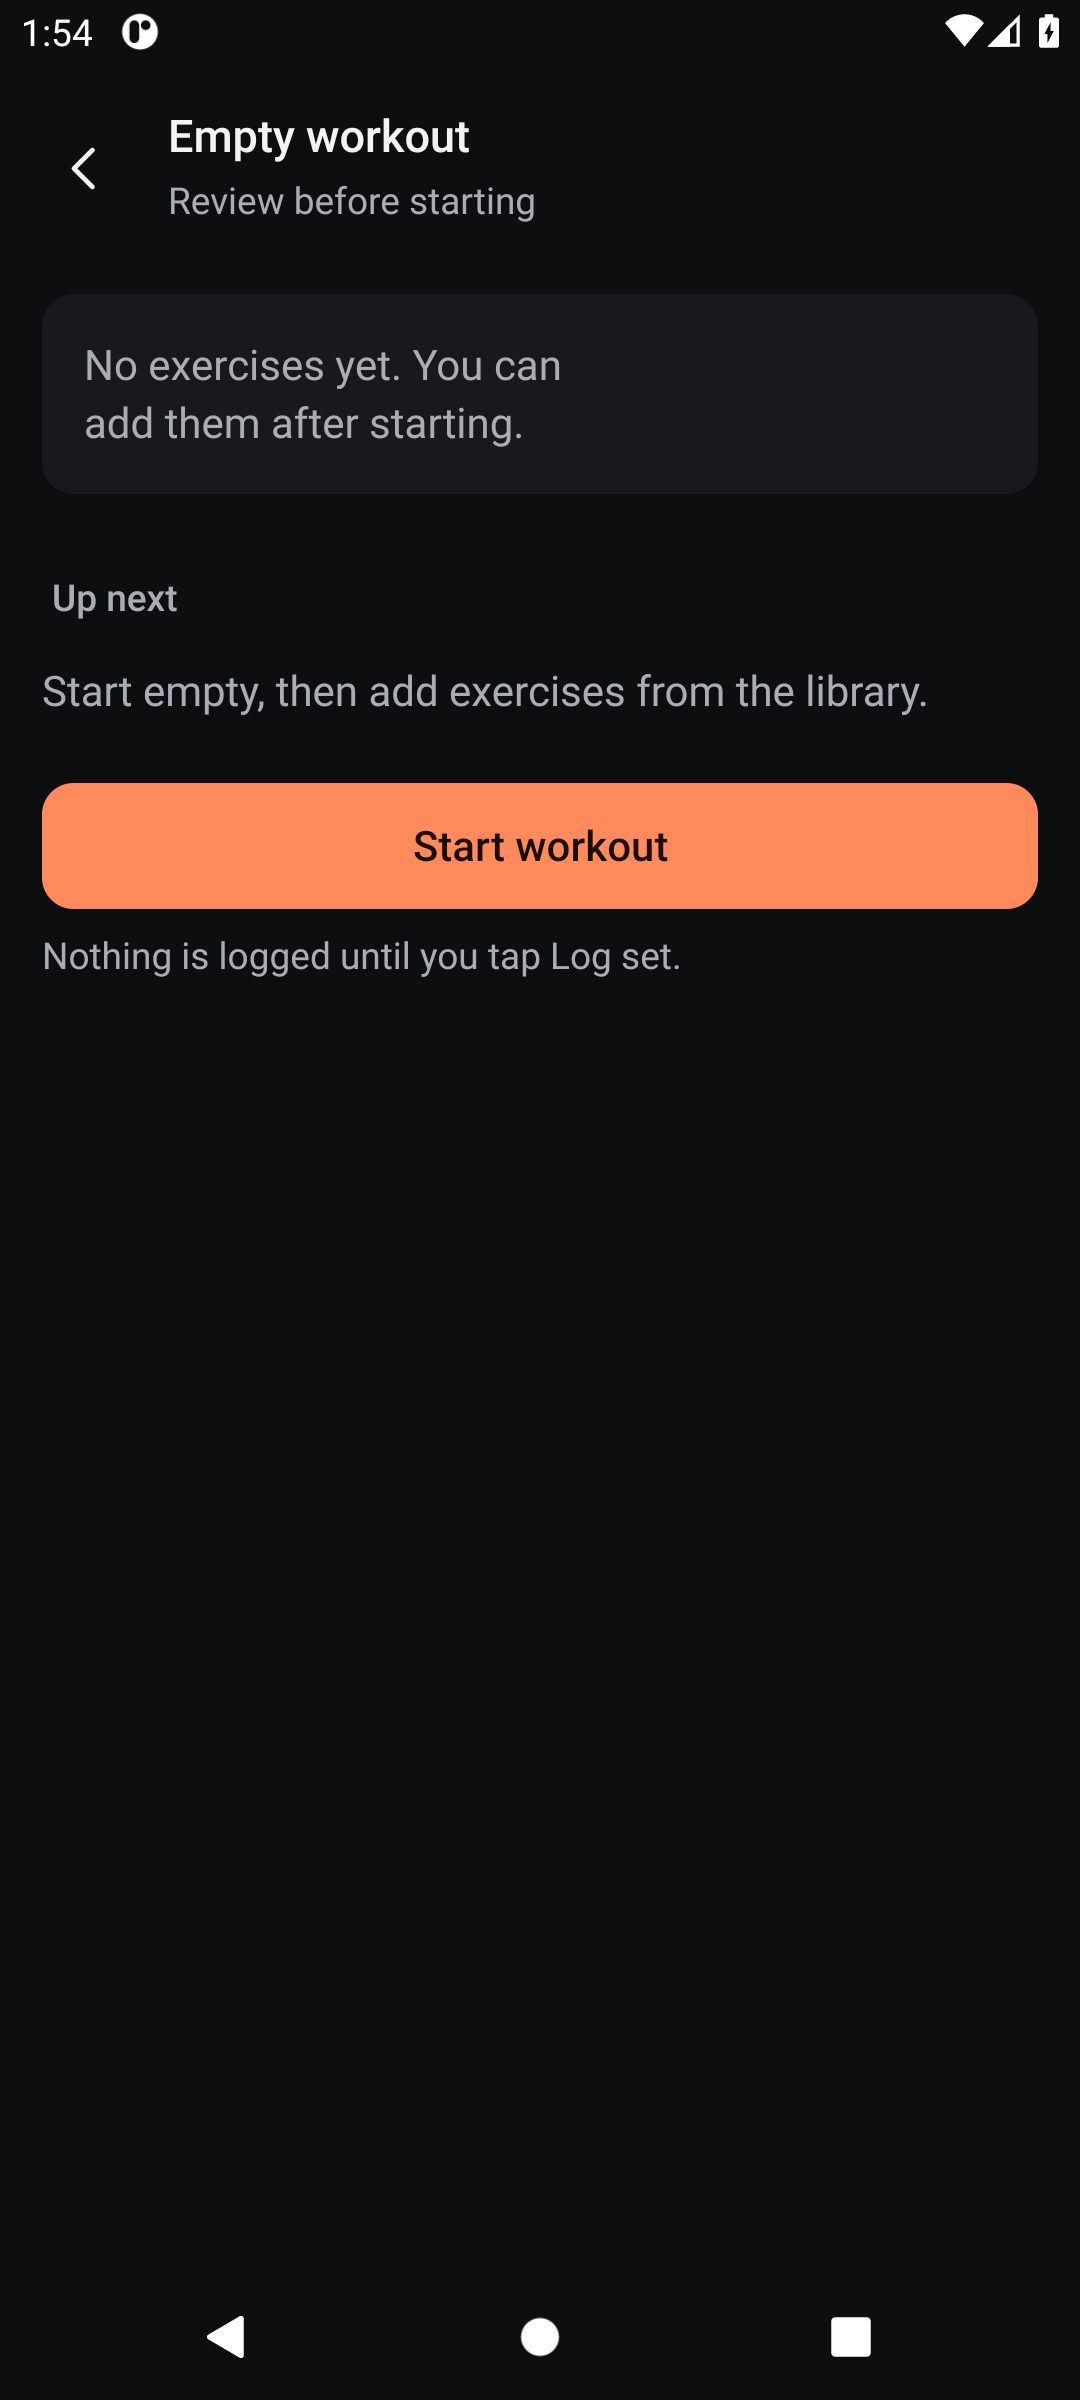 1:54
Empty workout
Review before starting
No exercises yet. You can
add them after starting.
Up next
Start empty, then add exercises from the library.
Start workout
Nothing is logged until you tap Log set.